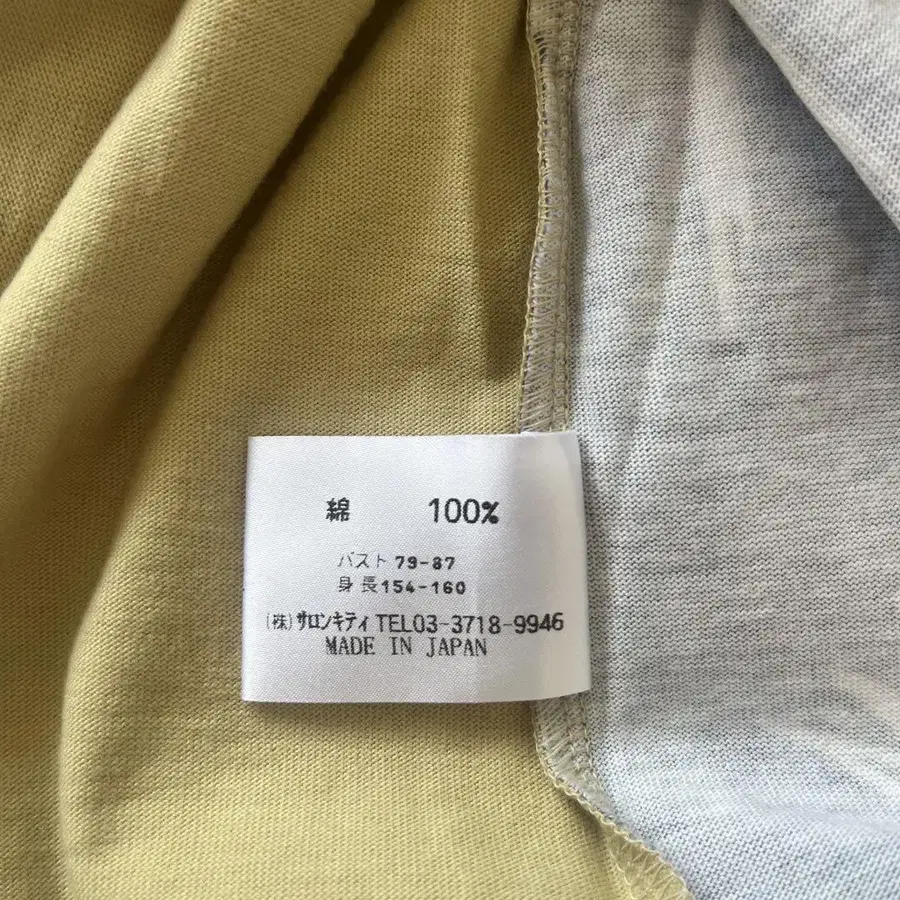 綿 100%
バスト 79-87
身長 154-160
(株) サロンキティ TEL03-3718-9946
MADE IN JAPAN